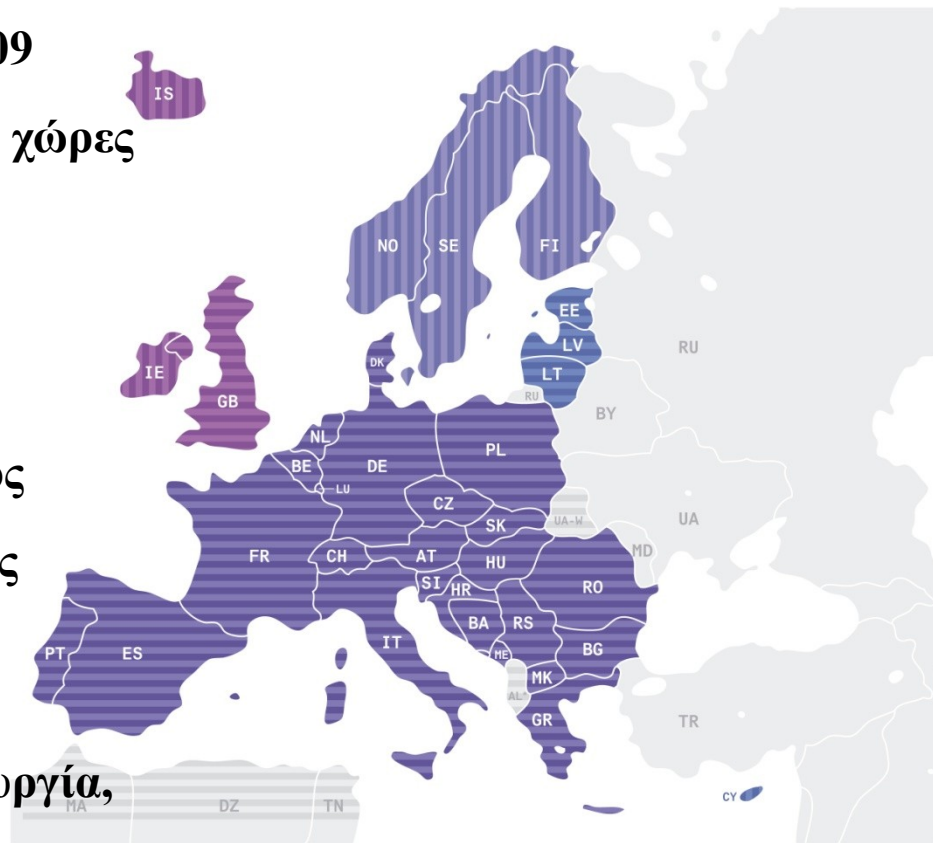 09
IS
χώρες
NO SE FI
EE
LV
RU
LT
IE
DK
RU
GB
BY
NL
PL
BE DE
LU
CZ
ος
UA-W UA
SK
MD
FR CH AT HU
SI HR RO
BA RS
IT
PT ES ME BG
MK
AL*
GR TR
ργία,
CY
MA DZ TN